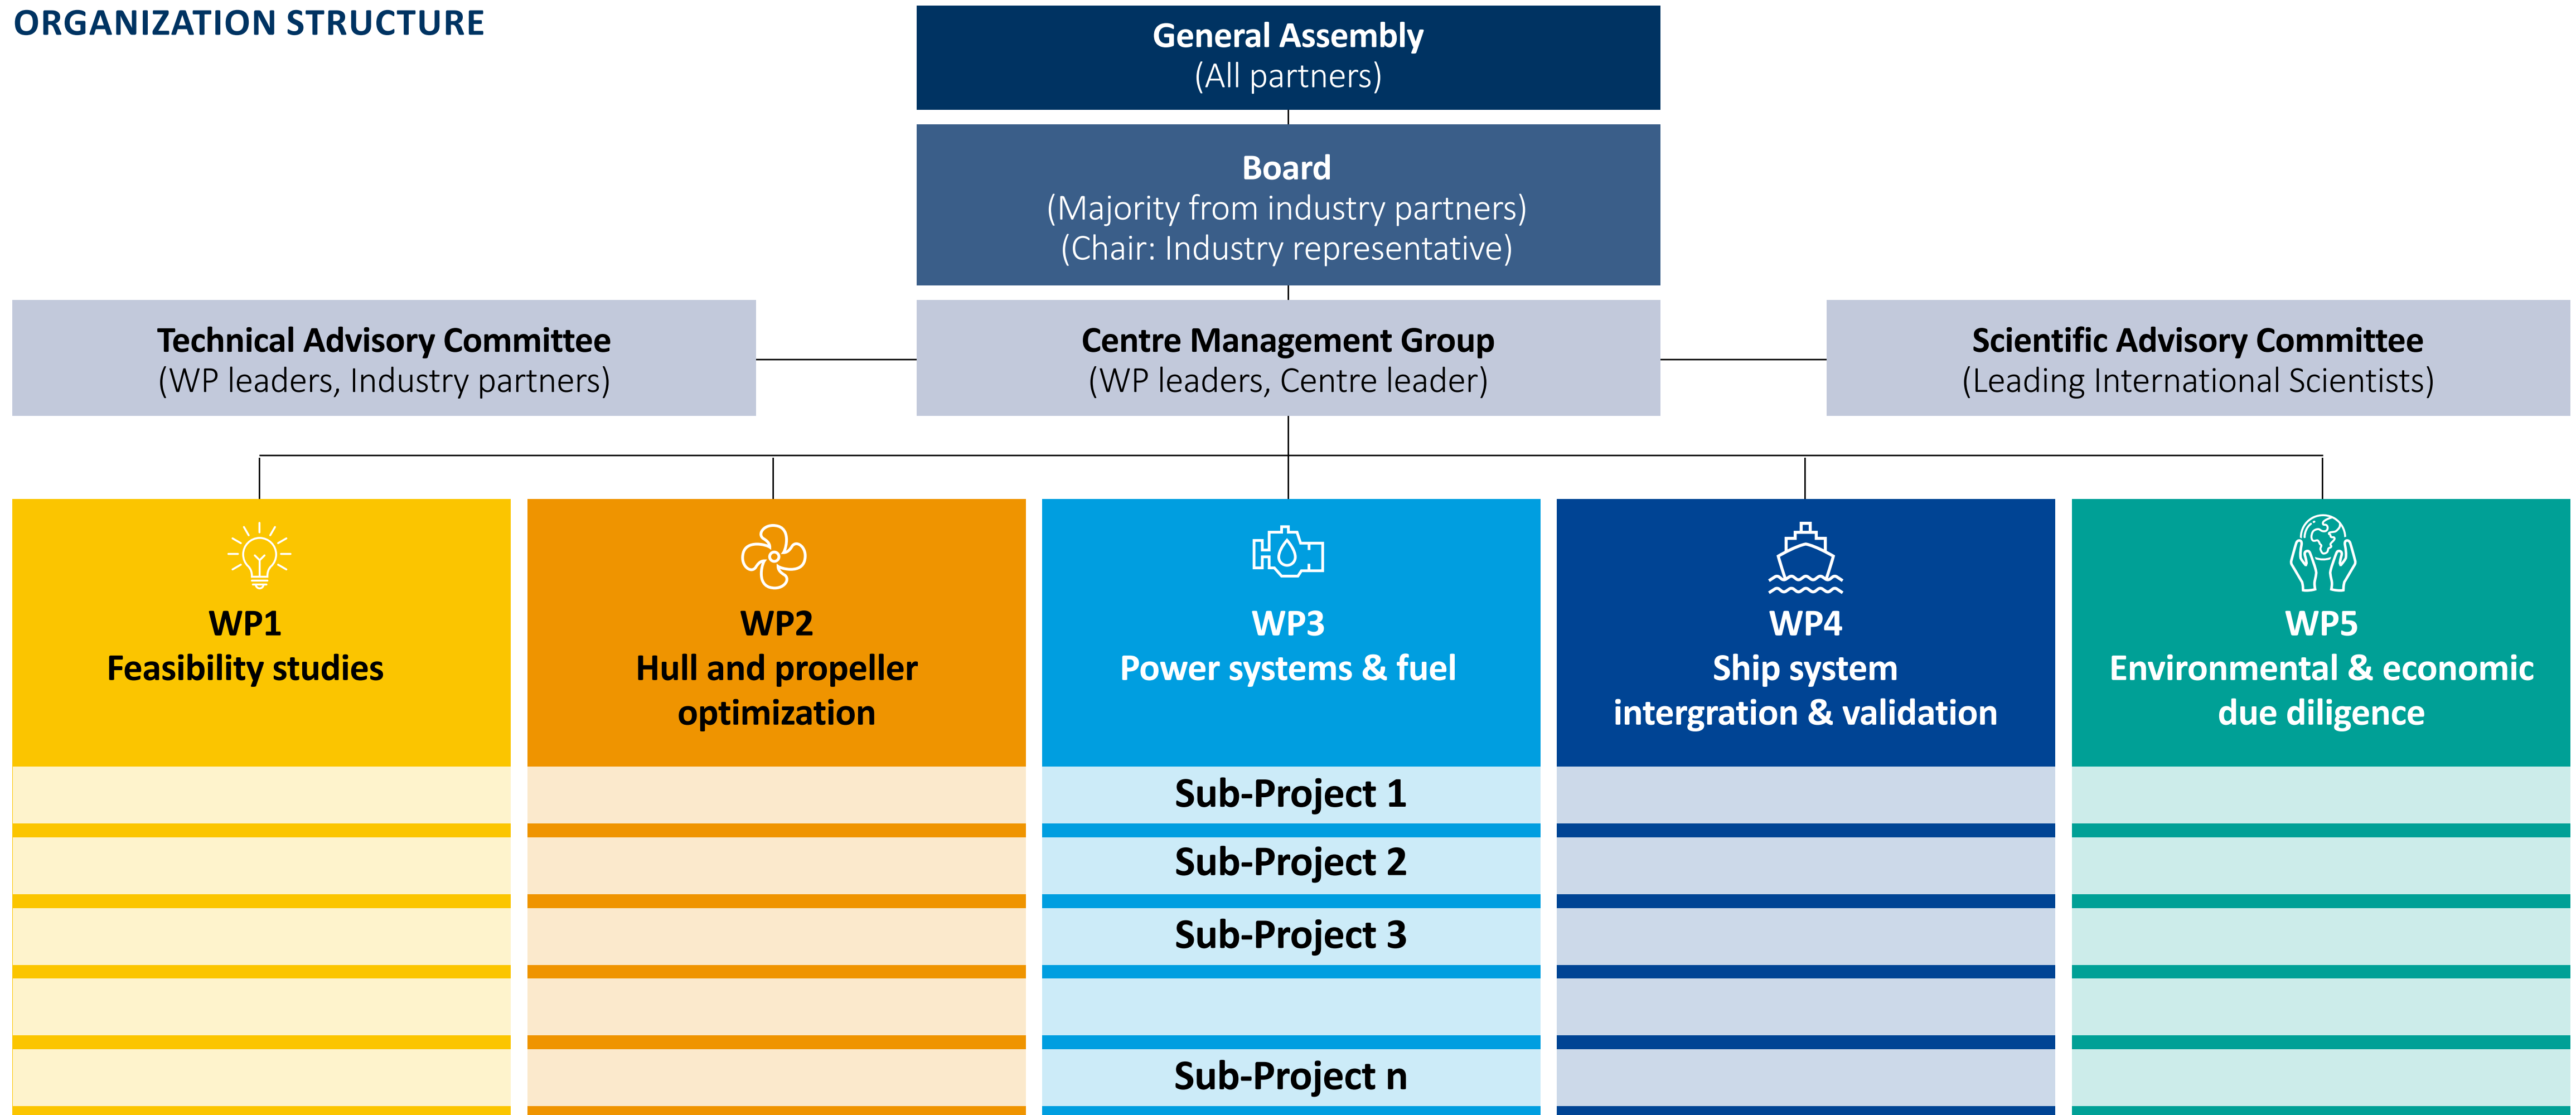 ORGANIZATION STRUCTURE
General Assembly
(All partners)
Board
(Majority from industry partners)
(Chair: Industry representative)
Technical Advisory Committee
(WP leaders, Industry partners)
Centre Management Group
(WP leaders, Centre leader)
Scientific Advisory Committee
(Leading International Scientists)
WP1
Feasibility studies
WP2
Hull and propeller
optimization
WP3
Power systems & fuel
WP4
Ship system
intergration & validation
WP5
Environmental & economic
due diligence
Sub-Project 1
Sub-Project 2
Sub-Project 3
Sub-Project n